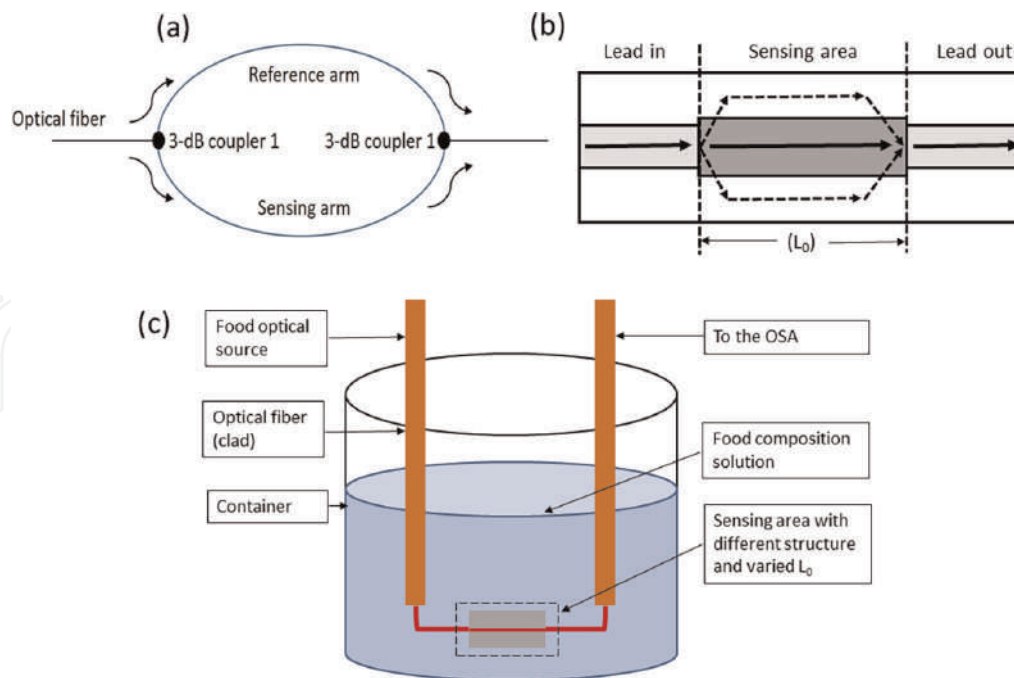 (a)
Reference arm
Optical fiber
3-dB coupler 1
3-dB coupler 1
Sensing arm
(b)
Lead in
Sensing area
Lead out
(L₀)
(c)
Food optical
source
Optical fiber
(clad)
Container
To the OSA
Food composition
solution
Sensing area with
different structure
and varied L₀